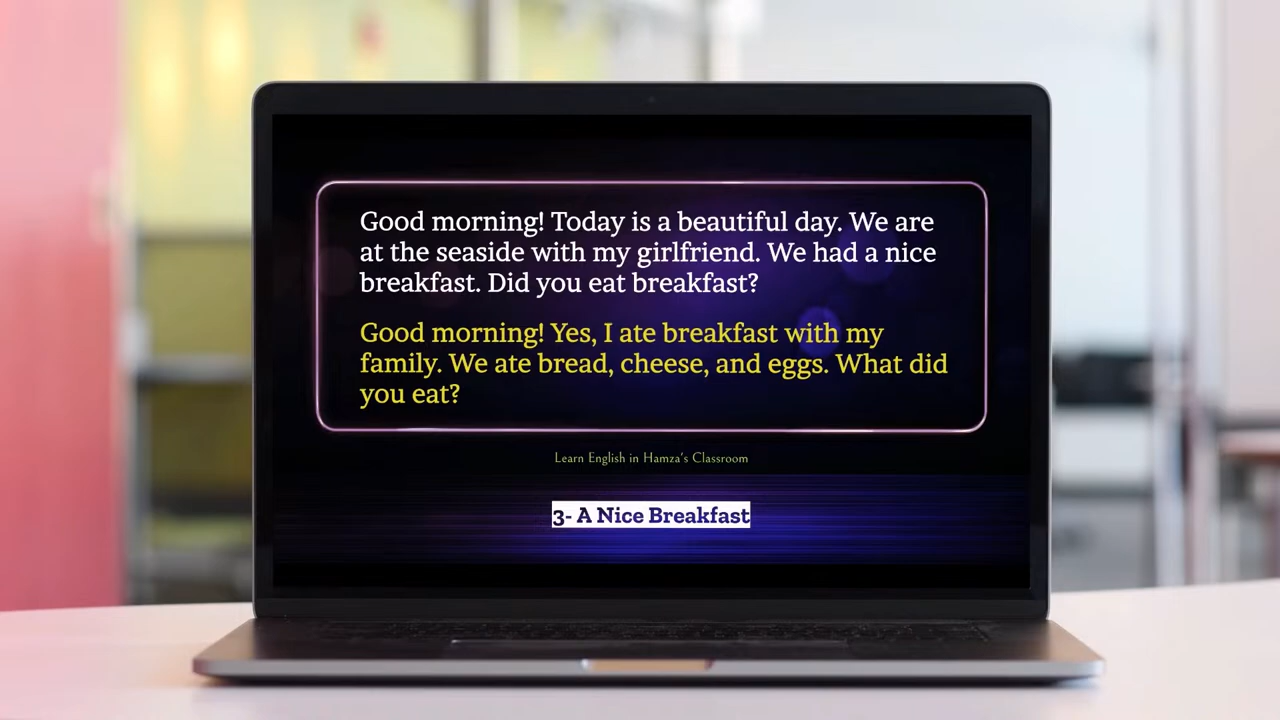 Good morning! Today is a beautiful day. We are
at the seaside with my girlfriend. We had a nice
breakfast. Did you eat breakfast?
Good morning! Yes, I ate breakfast with my
family. We ate bread, cheese, and eggs. What did
you eat?
Learn English in Hamza's Classroom
3- A Nice Breakfast